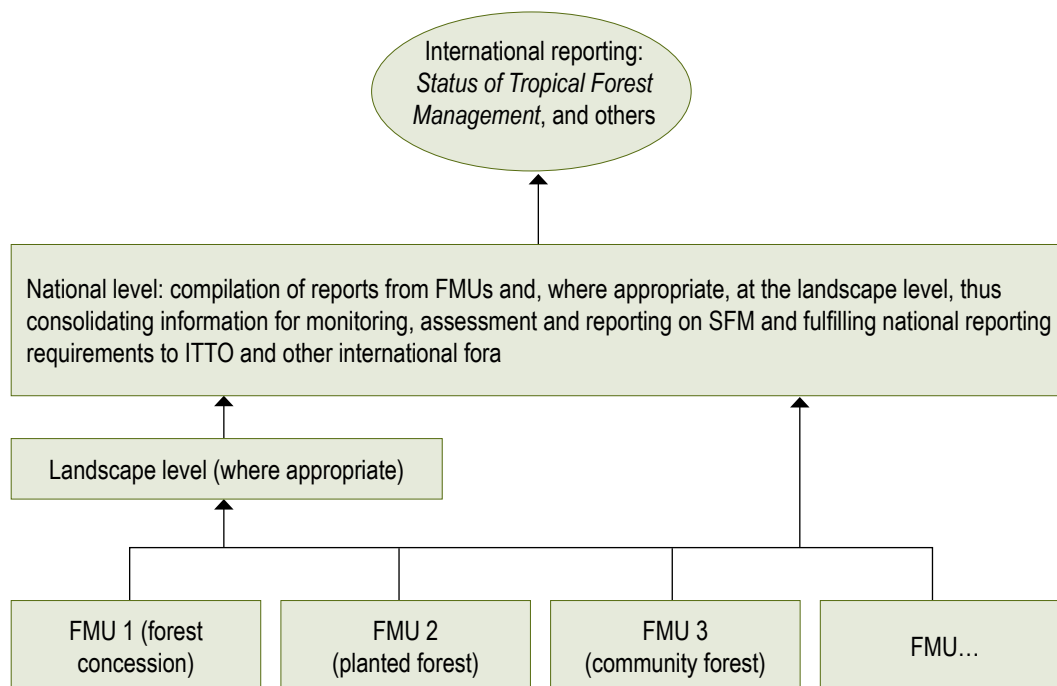 International reporting:
Status of Tropical Forest
Management, and others
National level: compilation of reports from FMUs and, where appropriate, at the landscape level, thus
consolidating information for monitoring, assessment and reporting on SFM and fulfilling national reporting
requirements to ITTO and other international fora
Landscape level (where appropriate)
FMU 1 (forest
concession)
FMU 2
(planted forest)
FMU 3
(community forest)
FMU…